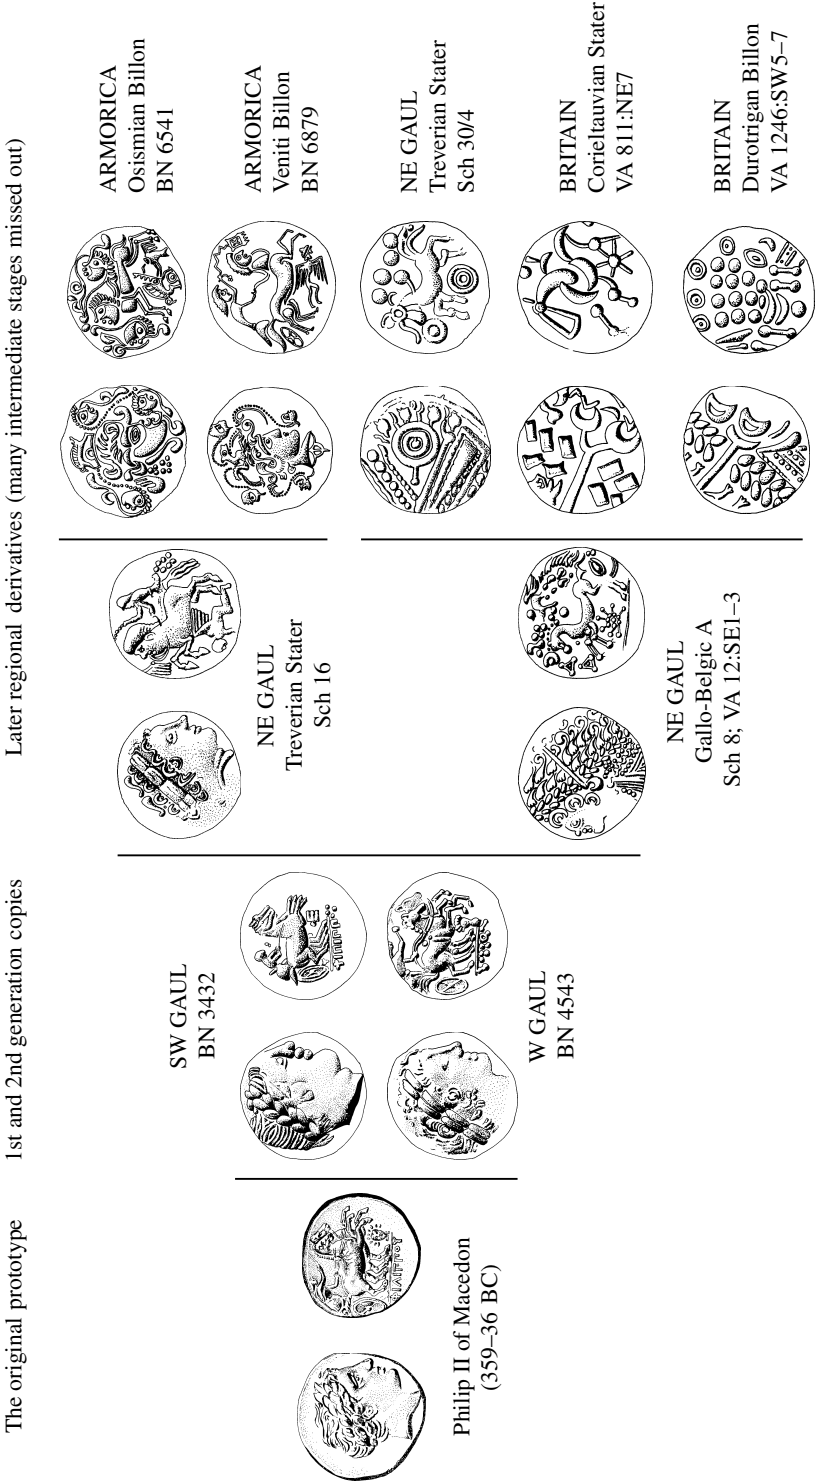 The original prototype
1st and 2nd generation copies
Later regional derivatives (many intermediate stages missed out)
Philip II of Macedon
(359–36 BC)
SW GAUL
BN 3432
W GAUL
BN 4543
NE GAUL
Treverian Stater
Sch 16
NE GAUL
Gallo-Belgic A
Sch 8; VA 12:SE1–3
ARMORICA
Osismian Billon
BN 6541
ARMORICA
Veniti Billon
BN 6879
NE GAUL
Treverian Stater
Sch 30/4
BRITAIN
Corieltauvian Stater
VA 811:NE7
BRITAIN
Durotrigan Billon
VA 1246:SW5–7